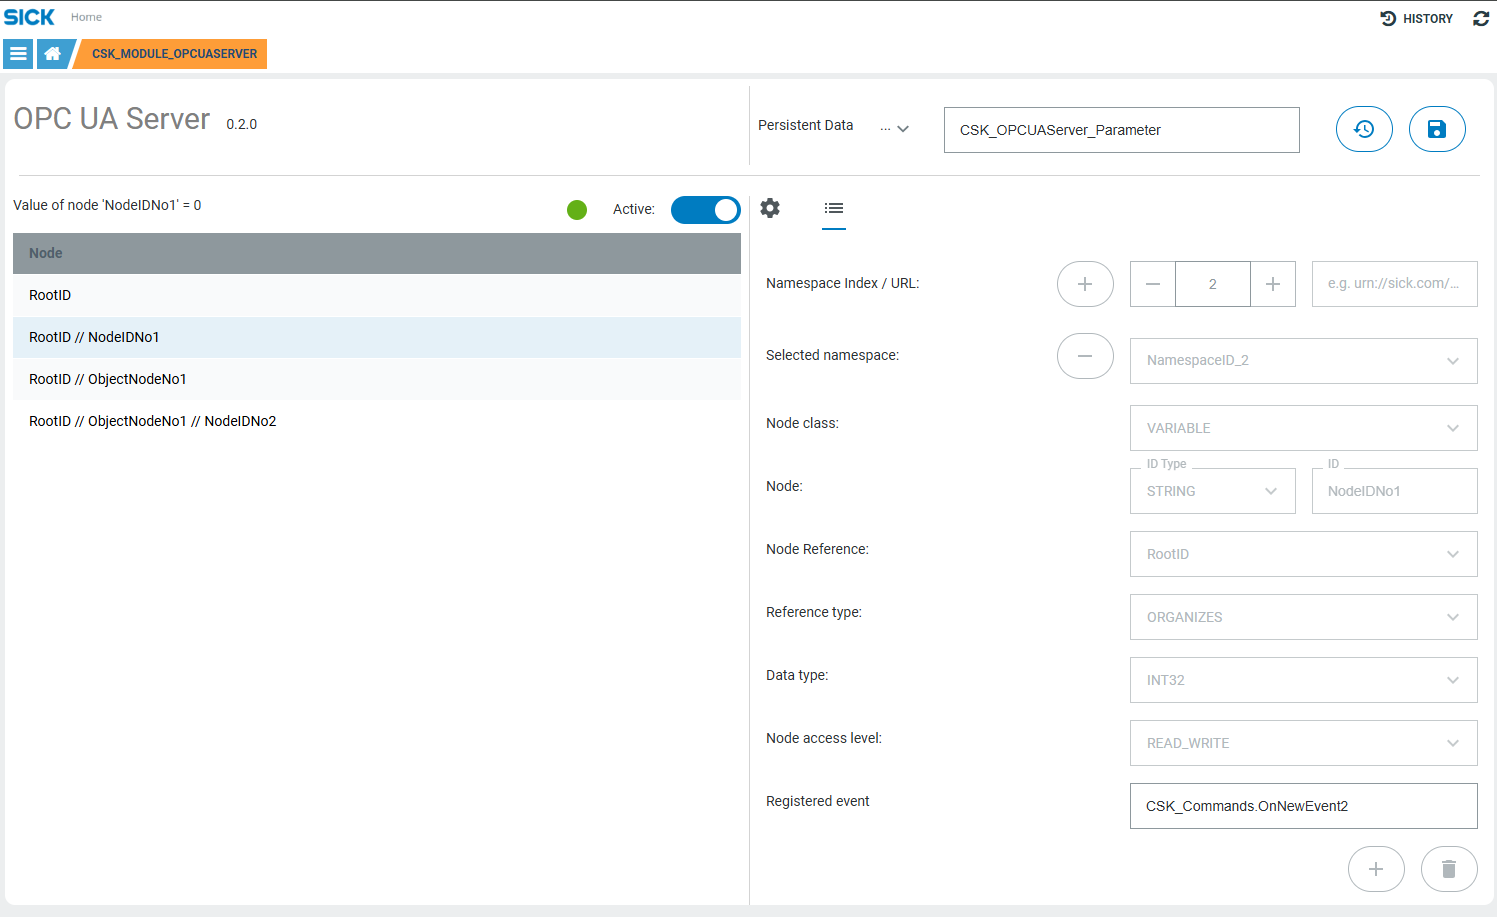 SICK Home
HISTORY
CSK_MODULE_OPCUASERVER
OPC UA Server 0.2.0
Persistent Data ... CSK_OPCUAServer_Parameter
Value of node 'NodeIDNo1' = 0 Active:
Node
RootID
RootID // NodeIDNo1
RootID // ObjectNodeNo1
RootID // ObjectNodeNo1 // NodeIDNo2
Namespace Index / URL: 2 e.g. urn://sick.com/...
Selected namespace: NamespaceID_2
Node class: VARIABLE
ID Type ID
Node: STRING NodeIDNo1
Node Reference: RootID
Reference type: ORGANIZES
Data type: INT32
Node access level: READ_WRITE
Registered event CSK_Commands.OnNewEvent2